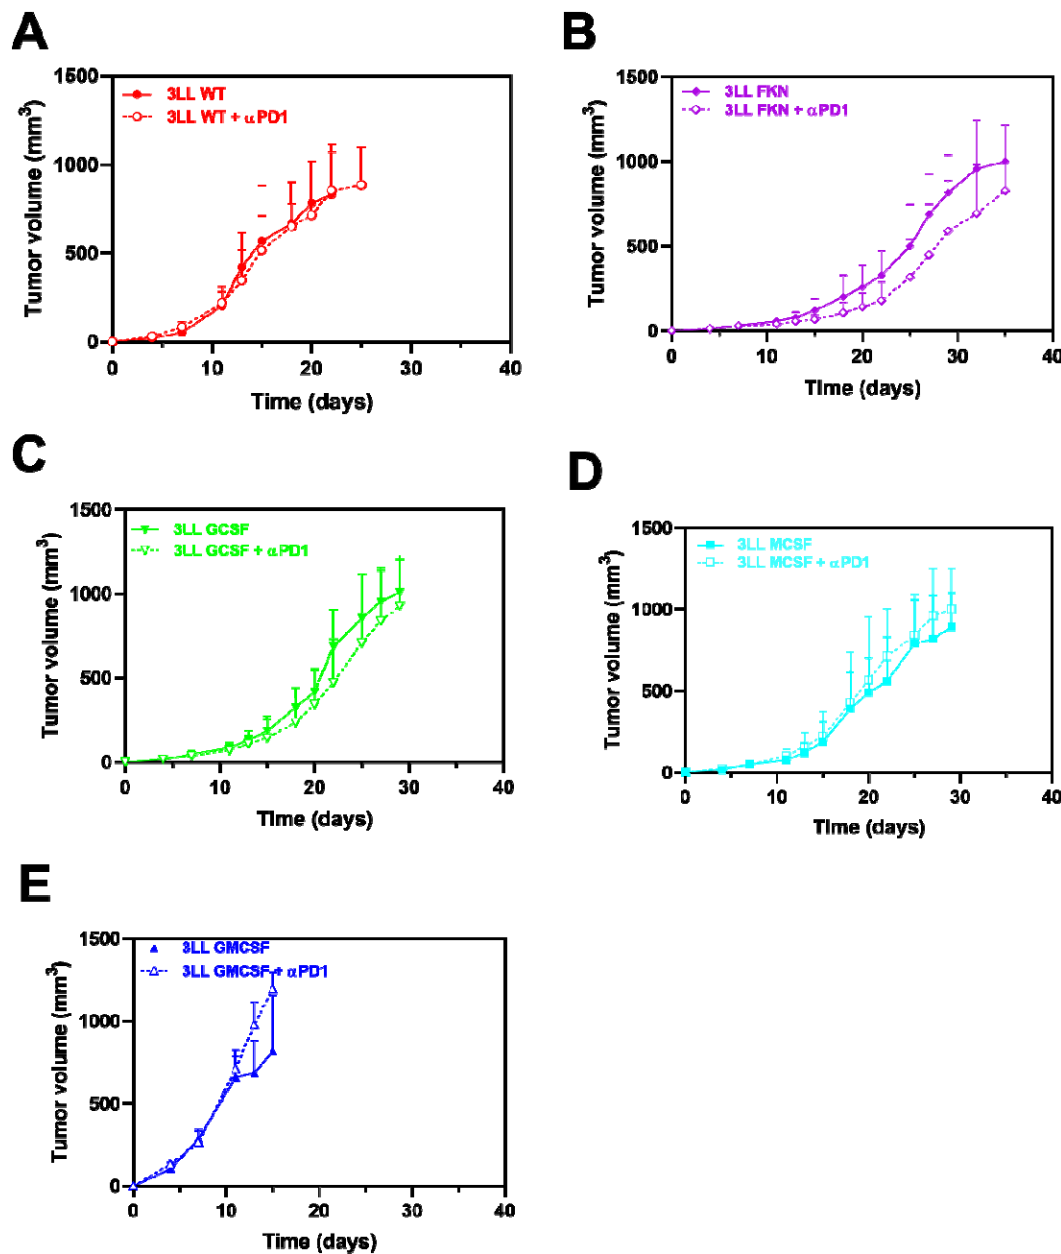 A
1500
1000
500
0
Tumor volume (mm³)
3LL WT
3LL WT + αPD1
0 10 20 30 40
Time (days)
B
1500
1000
500
0
Tumor volume (mm³)
3LL FKN
3LL FKN + αPD1
0 10 20 30 40
Time (days)
C
1500
1000
500
0
Tumor volume (mm³)
3LL GCSF
3LL GCSF + αPD1
0 10 20 30 40
Time (days)
D
1500
1000
500
0
Tumor volume (mm³)
3LL MCSF
3LL MCSF + αPD1
0 10 20 30 40
Time (days)
E
1500
1000
500
0
Tumor volume (mm³)
3LL GMCSF
3LL GMCSF + αPD1
0 10 20 30 40
Time (days)